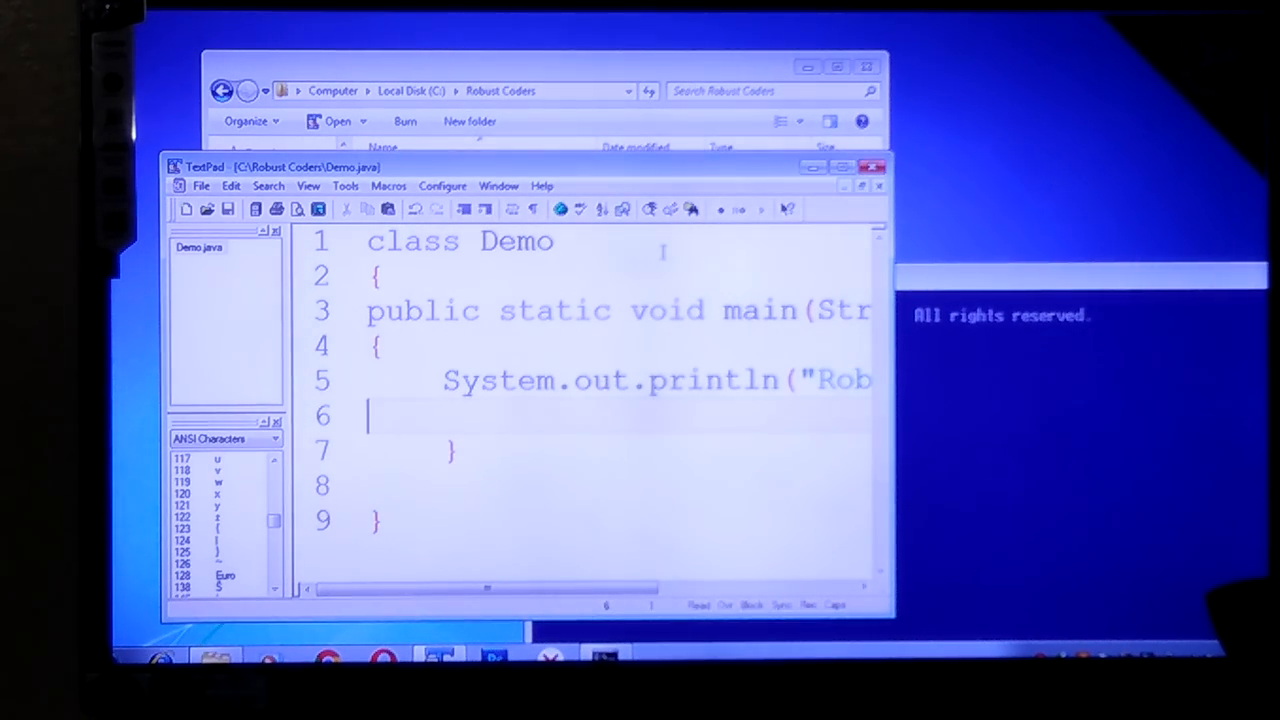 Computer Local Disk (C:) Robust Coders Search Robust Coders
Organize Open Burn New folder
Name Date modified Type Size
TextPad - [C:\Robust Coders\Demo.java]
File Edit Search View Tools Macros Configure Window Help
Demo.java
1 class Demo
2 {
3 public static void main(Str
4 {
5 System.out.println("Rob
6
7 }
8
9 }
All rights reserved.
ANSI Characters
117 u
118 v
119 w
120 x
121 y
122 z
123 {
124 |
125 }
126 ~
128 Euro
138 Š
6 1 Read Ovr Block Sync Rec Caps